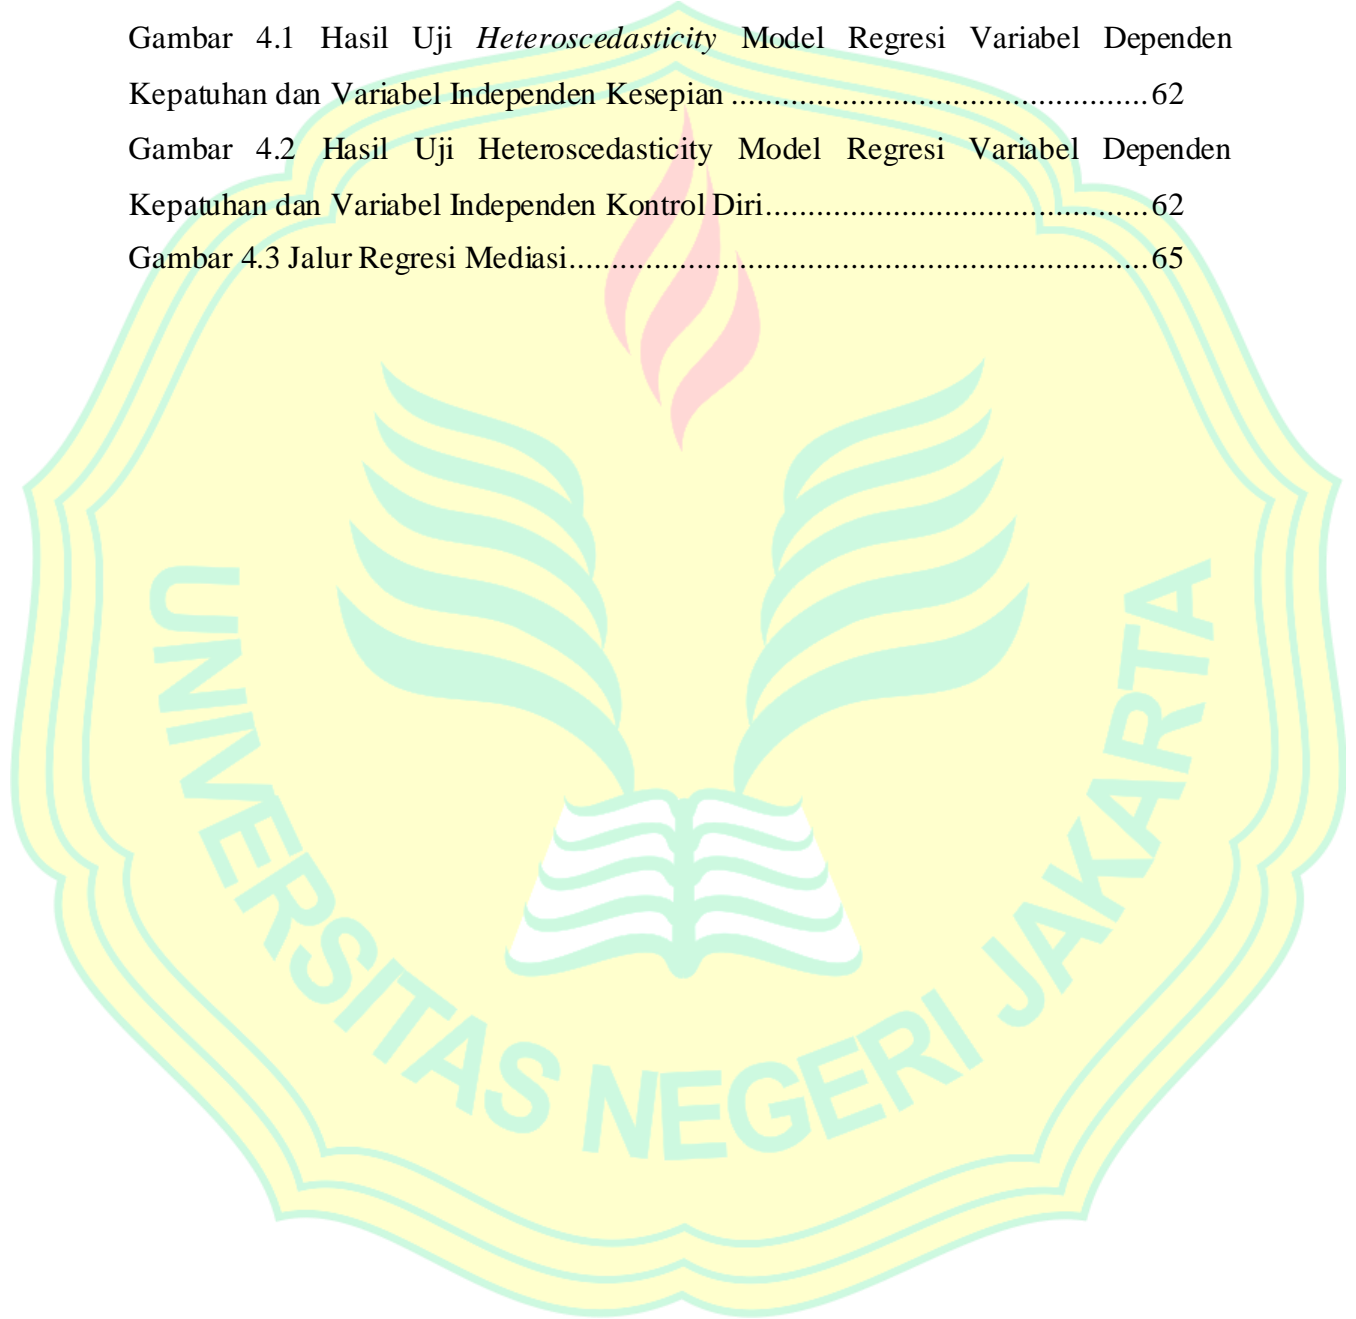 Gambar 4.1 Hasil Uji Heteroscedasticity Model Regresi Variabel Dependen
Kepatuhan dan Variabel Independen Kesepian ................................................ 62
Gambar 4.2 Hasil Uji Heteroscedasticity Model Regresi Variabel Dependen
Kepatuhan dan Variabel Independen Kontrol Diri............................................ 62
Gambar 4.3 Jalur Regresi Mediasi................................................................... 65
UNIVERSITAS NEGERI JAKARTA